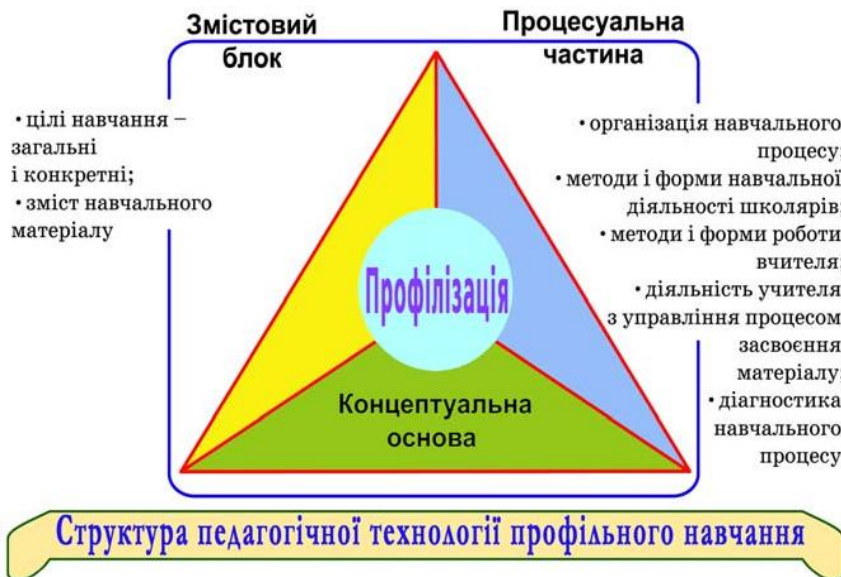 Змістовий
блок
Процесуальна
частина
• цілі навчання –
загальні
і конкретні;
• зміст навчального
матеріалу
• організація навчального
процесу;
• методи і форми навчальної
діяльності школярів;
• методи і форми роботи
вчителя;
• діяльність учителя
з управління процесом
засвоєння
матеріалу;
• діагностика
навчального
процесу
Профілізація
Концептуальна
основа
Структура педагогічної технології профільного навчання